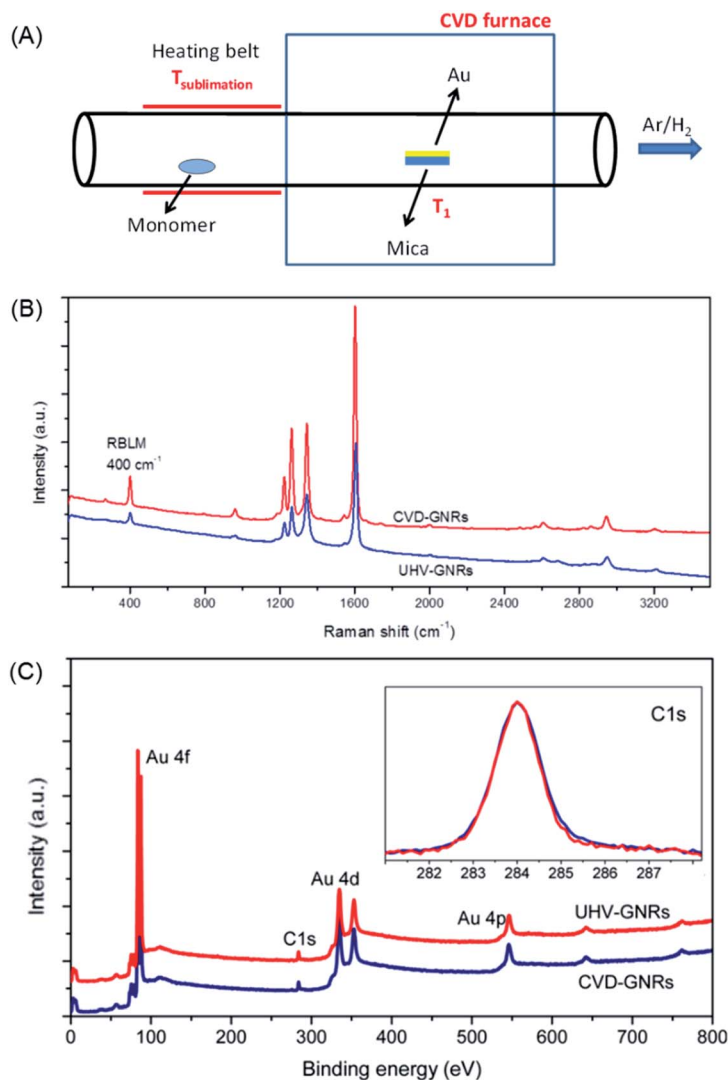 (A)
CVD furnace
Heating belt
T_sublimation
Au
Ar/H₂
Monomer
T₁
Mica
(B)
Intensity (a.u.)
RBLM
400 cm⁻¹
CVD-GNRs
UHV-GNRs
400 800 1200 1600 2000 2400 2800 3200
Raman shift (cm⁻¹)
(C)
Intensity (a.u.)
Au 4f
C1s
Au 4d
C1s
Au 4p
UHV-GNRs
CVD-GNRs
282 283 284 285 286 287
0 100 200 300 400 500 600 700 800
Binding energy (eV)